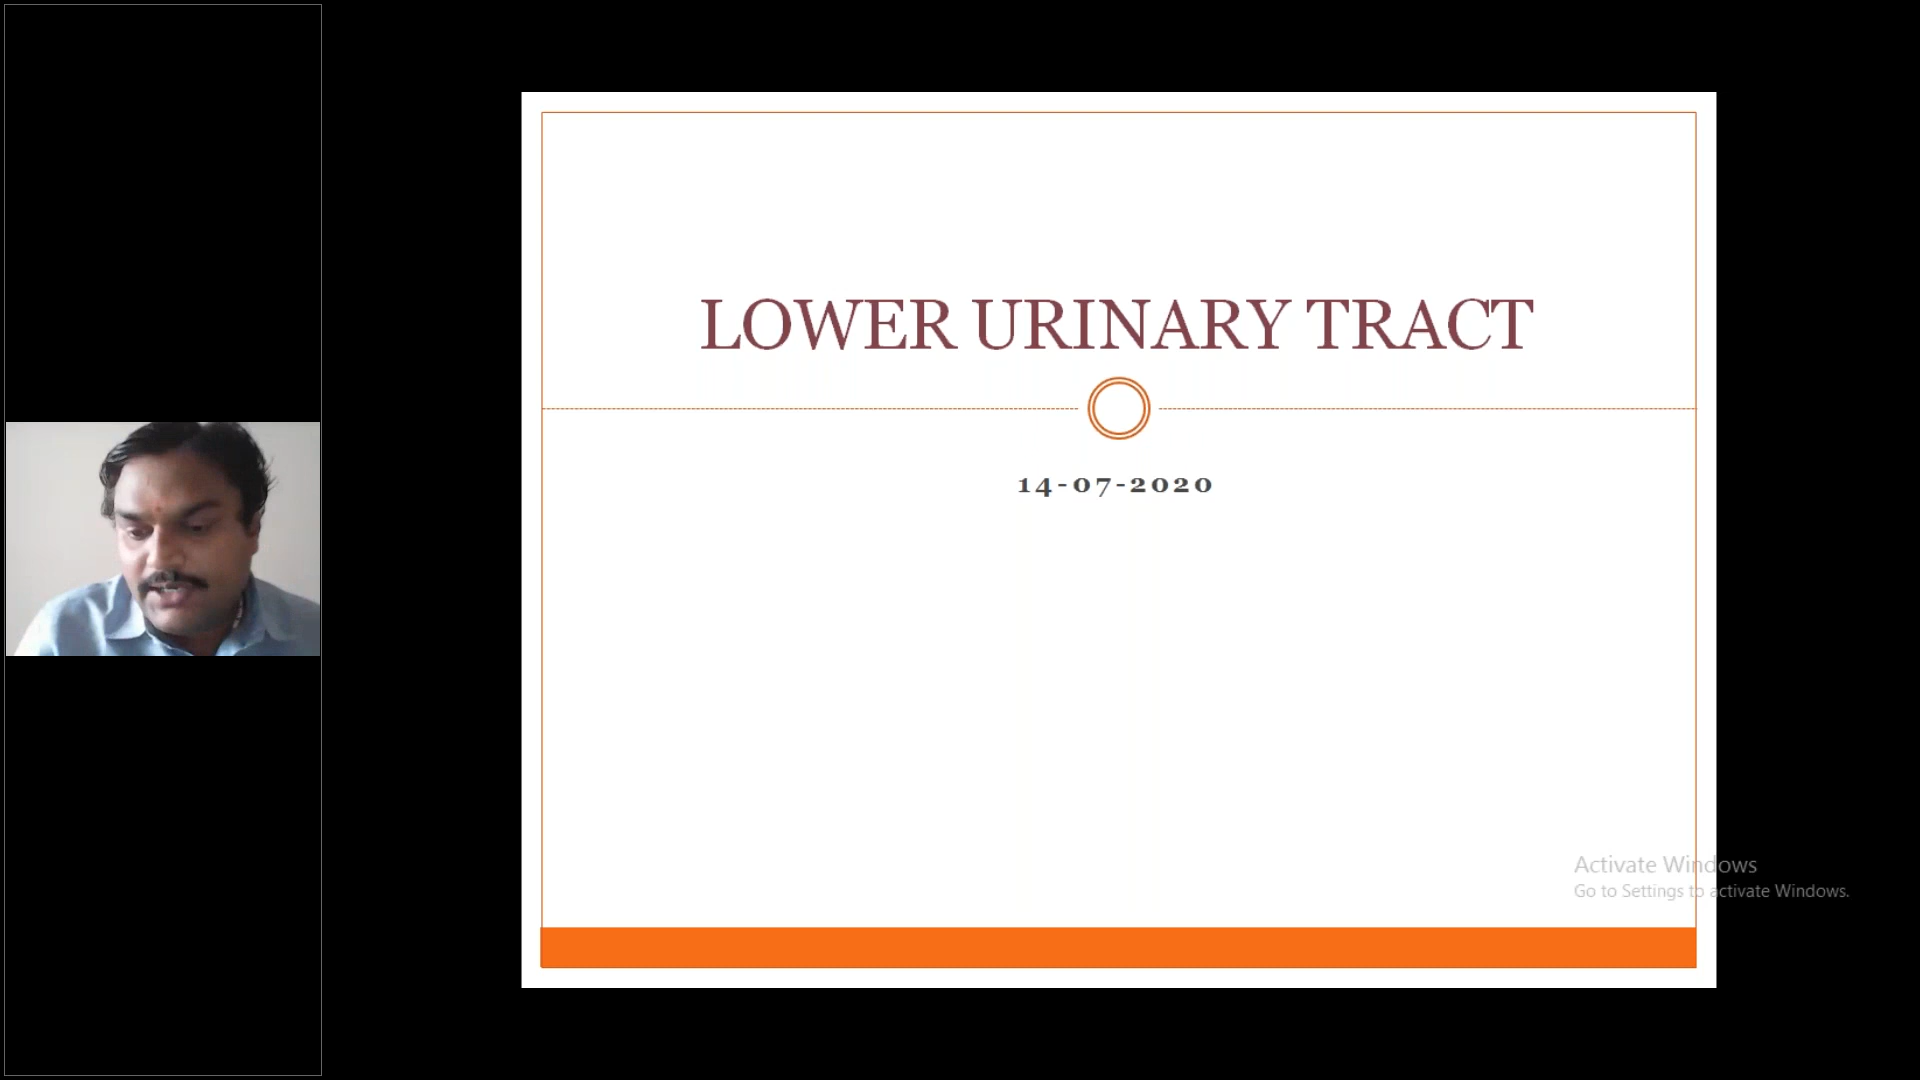 LOWER URINARY TRACT
14-07-2020
Activate Windows
Go to Settings to activate Windows.